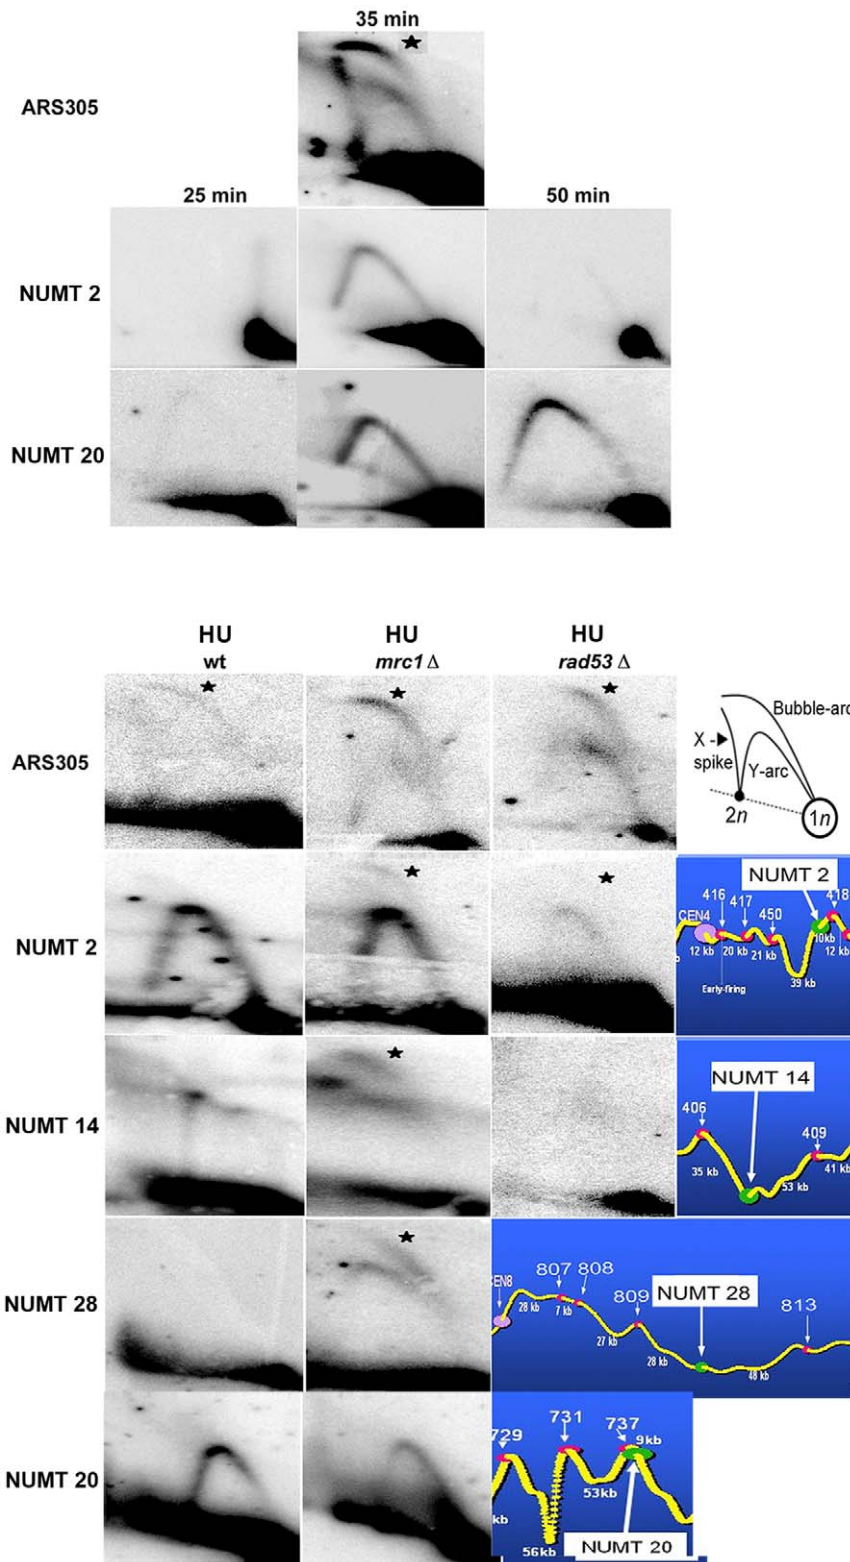 35 min
ARS305
25 min
50 min
NUMT 2
NUMT 20
HU HU HU
wt mrc1 Δ rad53 Δ
ARS305
Bubble-arc
X
spike
Y-arc
2n
1n
NUMT 2
NUMT 2
CEN4
416
417
450
418
12 kb
20 kb
21 kb
39 kb
10kb
12 kb
Early-firing
NUMT 14
NUMT 14
406
409
35 kb
53 kb
41 kb
NUMT 28
NUMT 28
807
808
809
813
28 kb
7 kb
27 kb
28 kb
48 kb
NUMT 20
729
731
737
9kb
kb
53kb
56kb
NUMT 20